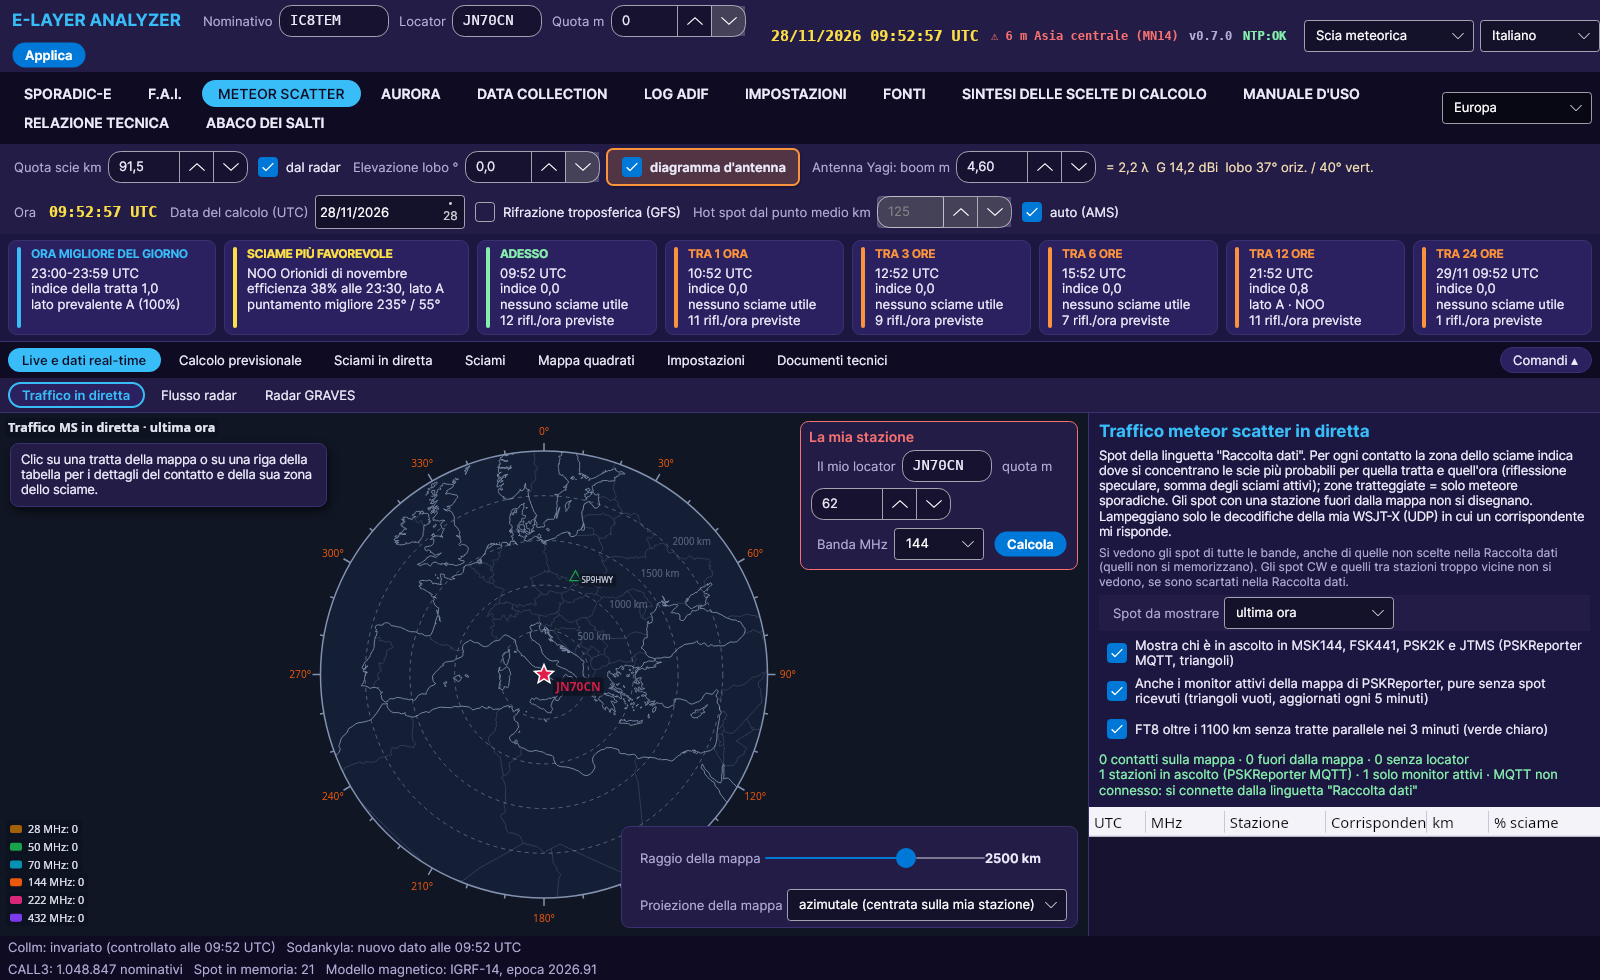 E-LAYER ANALYZER
Nominativo IC8TEM Locator JN70CN Quota m 0
28/11/2026 09:52:57 UTC ⚠ 6 m Asia centrale (MN14) v0.7.0 NTP:OK Scia meteorica Italiano
Applica
SPORADIC-E F.A.I. METEOR SCATTER AURORA DATA COLLECTION LOG ADIF IMPOSTAZIONI FONTI SINTESI DELLE SCELTE DI CALCOLO MANUALE D'USO
RELAZIONE TECNICA ABACO DEI SALTI
Europa
Quota scie km 91,5 dal radar Elevazione lobo ° 0,0 diagramma d'antenna Antenna Yagi: boom m 4,60 = 2,2 λ G 14,2 dBi lobo 37° oriz. / 40° vert.
Ora 09:52:57 UTC Data del calcolo (UTC) 28/11/2026 28 Rifrazione troposferica (GFS) Hot spot dal punto medio km 125 auto (AMS)
ORA MIGLIORE DEL GIORNO
23:00-23:59 UTC
indice della tratta 1,0
lato prevalente A (100%)
SCIAME PIÙ FAVOREVOLE
NOO Orionidi di novembre
efficienza 38% alle 23:30, lato A
puntamento migliore 235° / 55°
ADESSO
09:52 UTC
indice 0,0
nessuno sciame utile
12 rifl./ora previste
TRA 1 ORA
10:52 UTC
indice 0,0
nessuno sciame utile
11 rifl./ora previste
TRA 3 ORE
12:52 UTC
indice 0,0
nessuno sciame utile
9 rifl./ora previste
TRA 6 ORE
15:52 UTC
indice 0,0
nessuno sciame utile
7 rifl./ora previste
TRA 12 ORE
21:52 UTC
indice 0,8
lato A · NOO
11 rifl./ora previste
TRA 24 ORE
29/11 09:52 UTC
indice 0,0
nessuno sciame utile
1 rifl./ora previste
Live e dati real-time Calcolo previsionale Sciami in diretta Sciami Mappa quadrati Impostazioni Documenti tecnici Comandi ▴
Traffico in diretta Flusso radar Radar GRAVES
Traffico MS in diretta · ultima ora
Clic su una tratta della mappa o su una riga della
tabella per i dettagli del contatto e della sua zona
dello sciame.
0°
30°
60°
90°
120°
180°
210°
240°
270°
300°
330°
2000 km
1500 km
1000 km
500 km
SP9HWY
JN70CN
La mia stazione
Il mio locator JN70CN quota m
62
Banda MHz 144 Calcola
28 MHz: 0
50 MHz: 0
70 MHz: 0
144 MHz: 0
222 MHz: 0
432 MHz: 0
Raggio della mappa 2500 km
Proiezione della mappa azimutale (centrata sulla mia stazione)
Traffico meteor scatter in diretta
Spot della linguetta "Raccolta dati". Per ogni contatto la zona dello sciame indica
dove si concentrano le scie più probabili per quella tratta e quell'ora (riflessione
speculare, somma degli sciami attivi); zone tratteggiate = solo meteore
sporadiche. Gli spot con una stazione fuori dalla mappa non si disegnano.
Lampeggiano solo le decodifiche della mia WSJT-X (UDP) in cui un corrispondente
mi risponde.
Si vedono gli spot di tutte le bande, anche di quelle non scelte nella Raccolta dati
(quelli non si memorizzano). Gli spot CW e quelli tra stazioni troppo vicine non si
vedono, se sono scartati nella Raccolta dati.
Spot da mostrare ultima ora
Mostra chi è in ascolto in MSK144, FSK441, PSK2K e JTMS (PSKReporter
MQTT, triangoli)
Anche i monitor attivi della mappa di PSKReporter, pure senza spot
ricevuti (triangoli vuoti, aggiornati ogni 5 minuti)
FT8 oltre i 1100 km senza tratte parallele nei 3 minuti (verde chiaro)
0 contatti sulla mappa · 0 fuori dalla mappa · 0 senza locator
1 stazioni in ascolto (PSKReporter MQTT) · 1 solo monitor attivi · MQTT non
connesso: si connette dalla linguetta "Raccolta dati"
UTC MHz Stazione Corrisponden km % sciame
Collm: invariato (controllato alle 09:52 UTC) Sodankyla: nuovo dato alle 09:52 UTC
CALL3: 1.048.847 nominativi Spot in memoria: 21 Modello magnetico: IGRF-14, epoca 2026.91